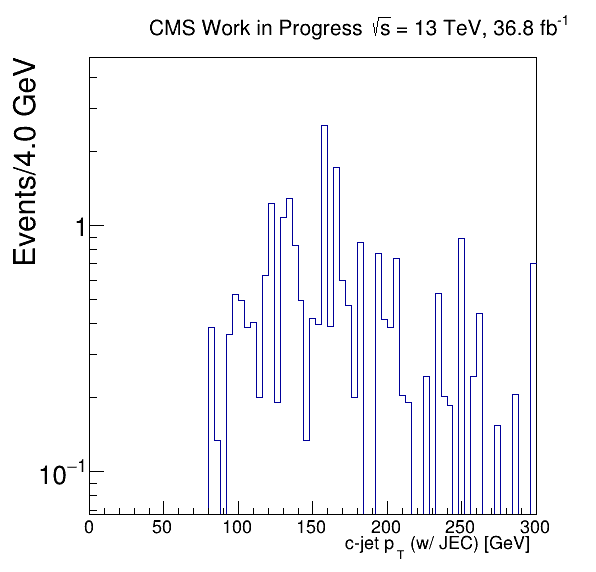 CMS Work in Progress √s = 13 TeV, 36.8 fb⁻¹
Events/4.0 GeV
1
10⁻¹
0 50 100 150 200 250 300
c-jet p_T (w/ JEC) [GeV]